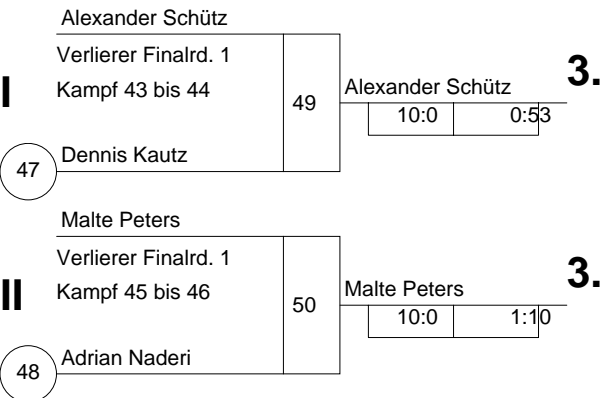 Alexander Schütz
Verlierer Finalrd. 1
I
Kampf 43 bis 44
49
Alexander Schütz
3.
10:0 0:53
47
Dennis Kautz
Malte Peters
Verlierer Finalrd. 1
II
Kampf 45 bis 46
50
Malte Peters
3.
10:0 1:10
48
Adrian Naderi